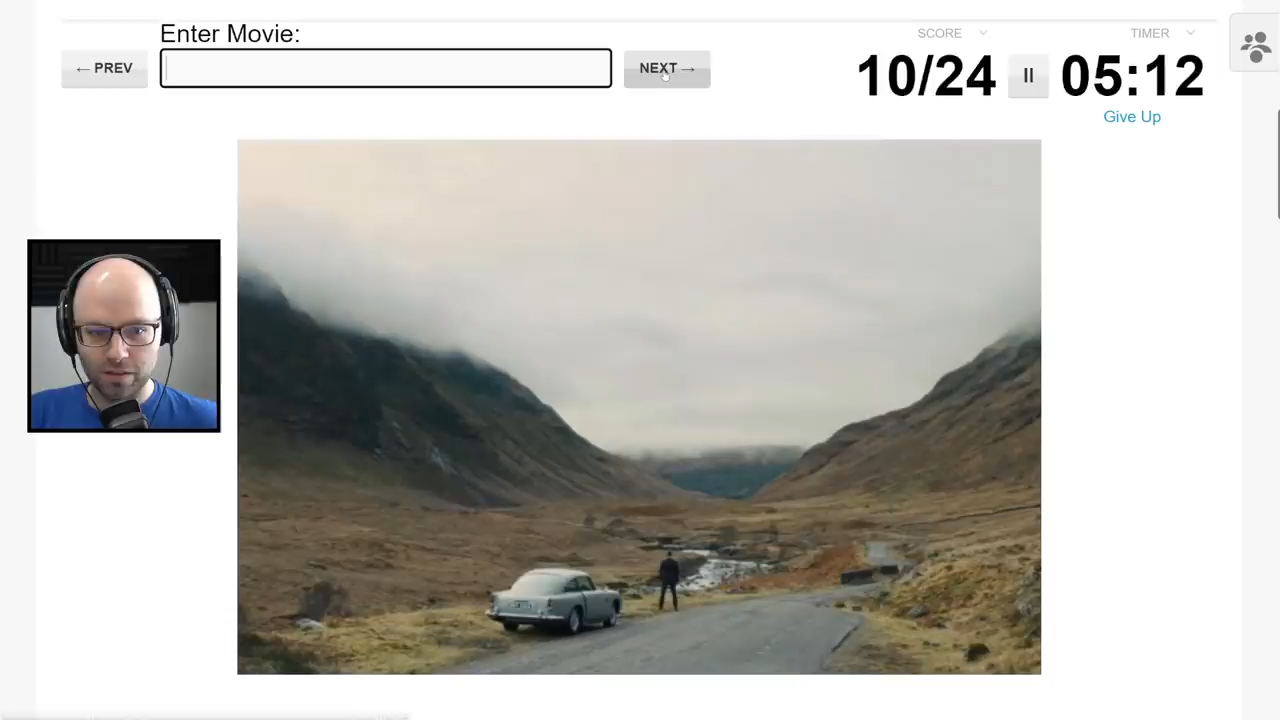 Enter Movie:
SCORE
TIMER
← PREV
NEXT →
10/24
05:12
Give Up